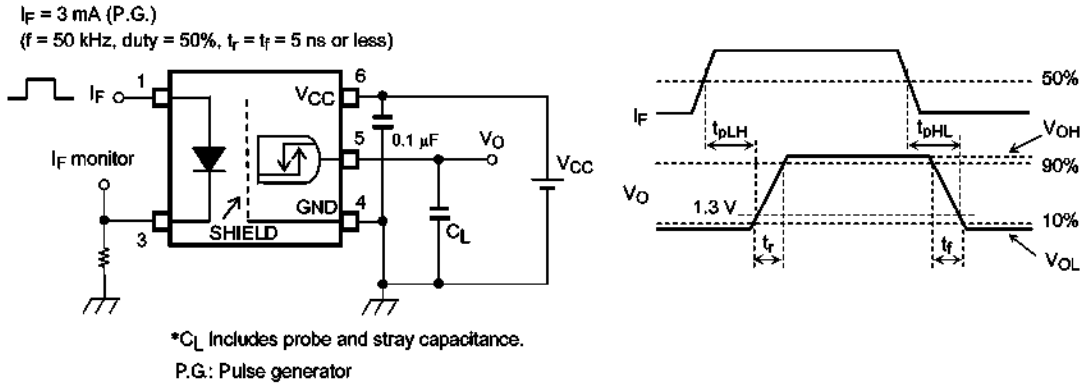 IF = 3 mA (P.G.)
(f = 50 kHz, duty = 50%, tr = tf = 5 ns or less)
1
IF
IF monitor
3
SHIELD
6
VCC
5
GND
4
0.1 μF
VO
CL
VCC
*CL Includes probe and stray capacitance.
P.G.: Pulse generator
50%
IF
tpLH
tpHL
VOH
90%
VO
1.3 V
10%
tr
tf
VOL